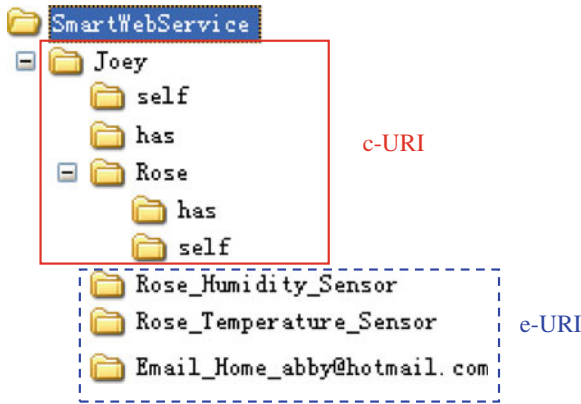 SmartWebService
Joey
self
has
c-URI
Rose
has
self
Rose_Humidity_Sensor
Rose_Temperature_Sensor
e-URI
Email_Home_abby@hotmail.com